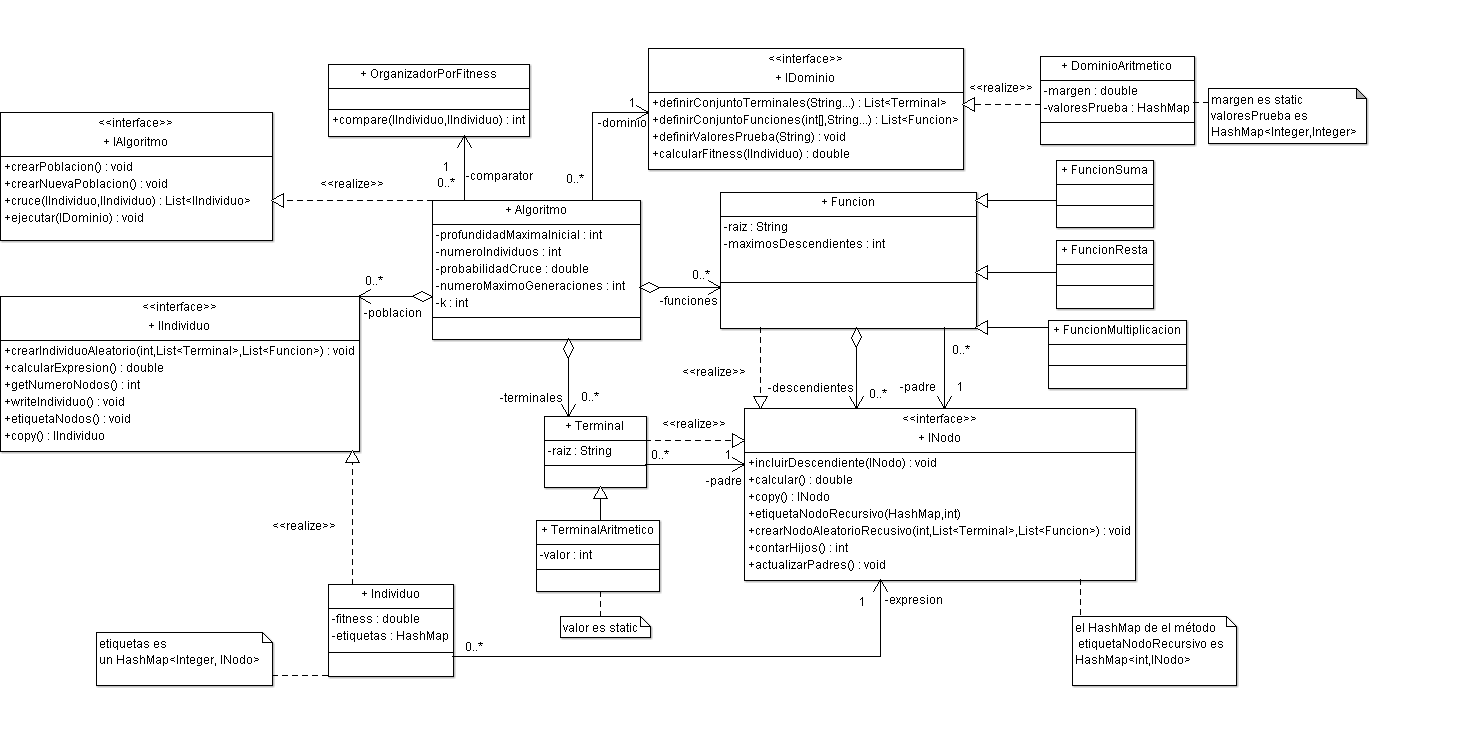 + OrganizadorPorFitness
+compare(IIndividuo,IIndividuo) : int
<<interface>>
+ IDominio
+definirConjuntoTerminales(String...) : List<Terminal>
+definirConjuntoFunciones(int[],String...) : List<Funcion>
+definirValoresPrueba(String) : void
+calcularFitness(IIndividuo) : double
<<realize>>
+ DominioAritmetico
-margen : double
-valoresPrueba : HashMap
margen es static
valoresPrueba es
HashMap<Integer,Integer>
<<interface>>
+ IAlgoritmo
+crearPoblacion() : void
+crearNuevaPoblacion() : void
+cruce(IIndividuo,IIndividuo) : List<IIndividuo>
+ejecutar(IDominio) : void
<<realize>>
1
0..*
-comparator
1
-dominio
0..*
+ Algoritmo
-profundidadMaximaInicial : int
-numeroIndividuos : int
-probabilidadCruce : double
-numeroMaximoGeneraciones : int
-k : int
+ Funcion
-raiz : String
-maximosDescendientes : int
+ FuncionSuma
+ FuncionResta
+ FuncionMultiplicacion
0..*
-funciones
0..*
-poblacion
<<interface>>
+ IIndividuo
+crearIndividuoAleatorio(int,List<Terminal>,List<Funcion>) : void
+calcularExpresion() : double
+getNumeroNodos() : int
+writeIndividuo() : void
+etiquetaNodos() : void
+copy() : IIndividuo
-terminales
0..*
<<realize>>
-descendientes
0..*
0..*
-padre
1
+ Terminal
-raiz : String
<<realize>>
0..*
1
-padre
<<interface>>
+ INodo
+incluirDescendiente(INodo) : void
+calcular() : double
+copy() : INodo
+etiquetaNodoRecursivo(HashMap,int)
+crearNodoAleatorioRecusivo(int,List<Terminal>,List<Funcion>) : void
+contarHijos() : int
+actualizarPadres() : void
+ TerminalAritmetico
-valor : int
valor es static
<<realize>>
+ Individuo
-fitness : double
-etiquetas : HashMap
0..*
1
-expresion
etiquetas es
un HashMap<Integer, INodo>
el HashMap de el método
etiquetaNodoRecursivo es
HashMap<int,INodo>